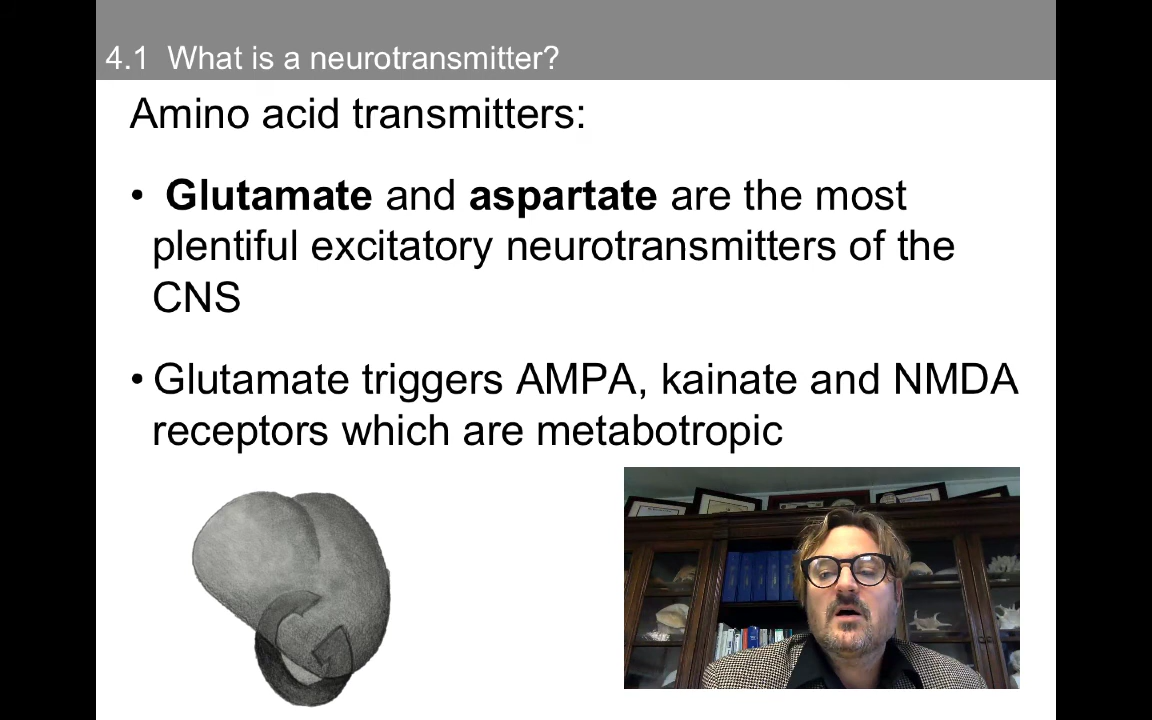 4.1 What is a neurotransmitter?
Amino acid transmitters:
• Glutamate and aspartate are the most
plentiful excitatory neurotransmitters of the
CNS
• Glutamate triggers AMPA, kainate and NMDA
receptors which are metabotropic